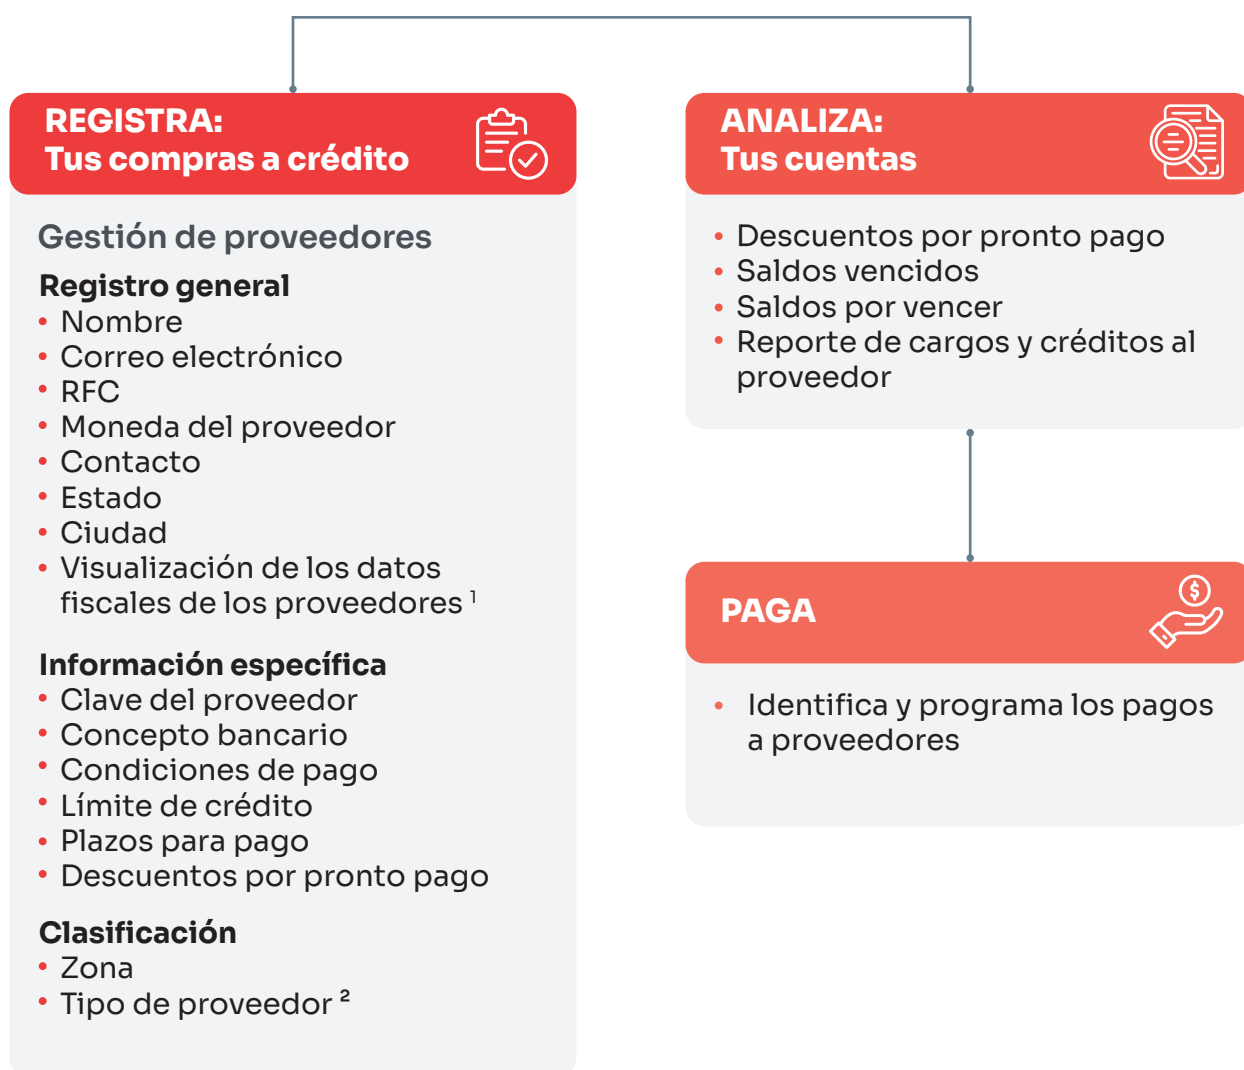 REGISTRA:
Tus compras a crédito
Gestión de proveedores
Registro general
• Nombre
• Correo electrónico
• RFC
• Moneda del proveedor
• Contacto
• Estado
• Ciudad
• Visualización de los datos
fiscales de los proveedores ¹
Información específica
• Clave del proveedor
• Concepto bancario
• Condiciones de pago
• Límite de crédito
• Plazos para pago
• Descuentos por pronto pago
Clasificación
• Zona
• Tipo de proveedor ²
ANALIZA:
Tus cuentas
• Descuentos por pronto pago
• Saldos vencidos
• Saldos por vencer
• Reporte de cargos y créditos al
proveedor
PAGA
$
• Identifica y programa los pagos
a proveedores